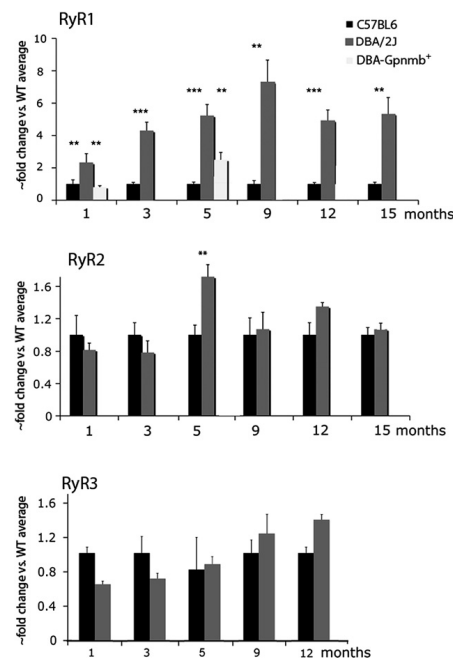 RyR1
C57BL6
DBA/2J
DBA-Gpnmb+
~fold change vs. WT average
10
8
6
4
2
0
** ** *** *** ** ** *** **
1 3 5 9 12 15 months
RyR2
~fold change vs. WT average
1.6
1.2
0.8
0.4
0
**
1 3 5 9 12 15 months
RyR3
~fold change vs. WT average
1.6
1.2
0.8
0.4
0
1 3 5 9 12 months